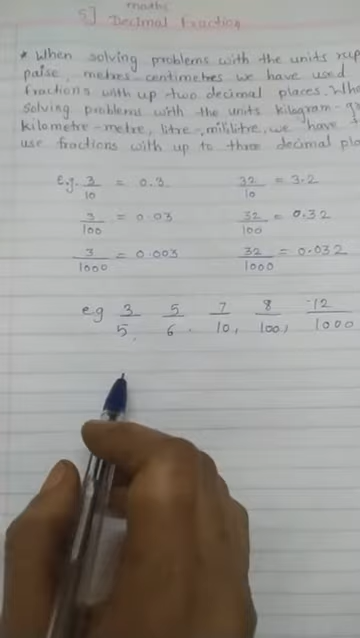 maths
5] Decimal Fraction
* When solving problems with the units rup
paise, metres-centimetres we have used
fractions with up-two decimal places. Whe
solving problems with the units kilogram-g
kilometre-metre, litre-mililitre, we have t
use fractions with up to three decimal pla
E.g. 3/10 = 0.3 32/10 = 3.2
3/100 = 0.03 32/100 = 0.32
3/1000 = 0.003 32/1000 = 0.032
e.g 3/5, 5/6, 7/10, 8/100, 12/1000